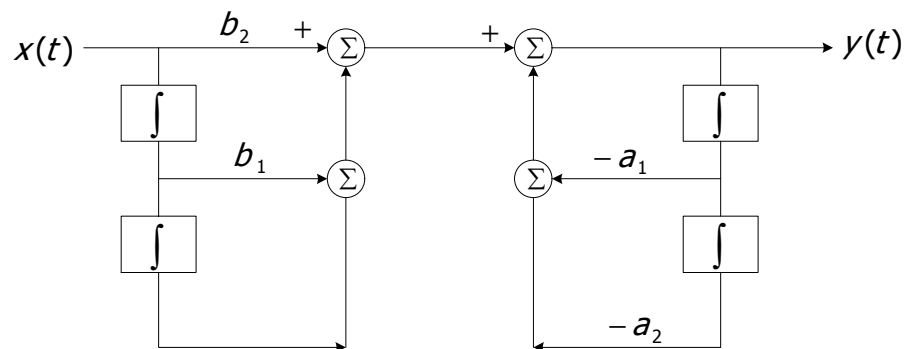 x(t) b₂ + Σ + Σ y(t)
∫ ∫
b₁ Σ Σ −a₁
∫ ∫
−a₂